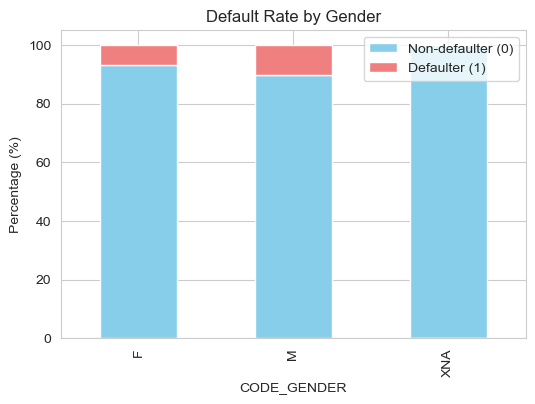 Default Rate by Gender
Non-defaulter (0)
Defaulter (1)
Percentage (%)
100
80
60
40
20
0
F
M
XNA
CODE_GENDER